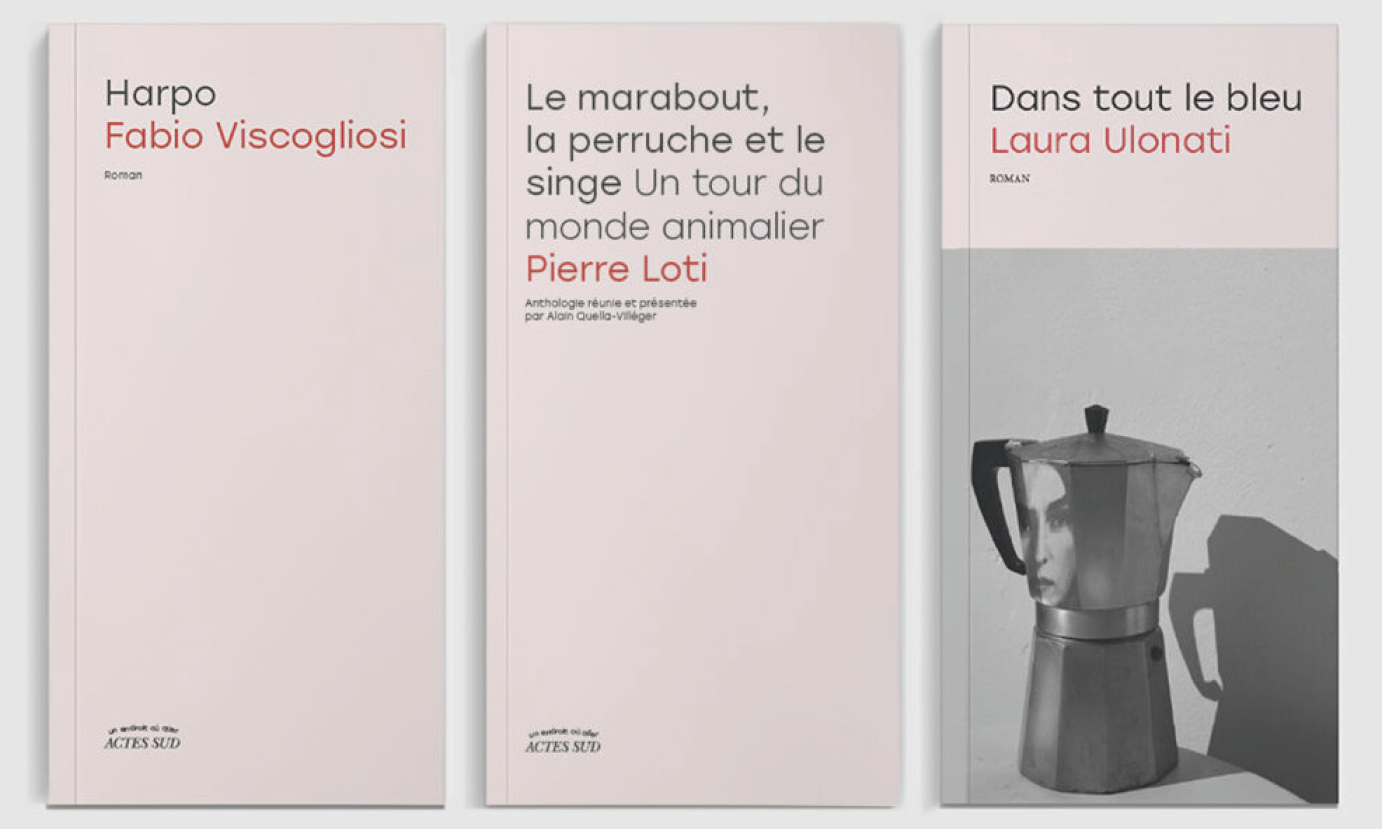 Harpo
Fabio Viscogliosi
Roman
un endroit où aller
ACTES SUD
Le marabout,
la perruche et le
singe Un tour du
monde animalier
Pierre Loti
Anthologie réunie et présentée
par Alain Quella-Villéger
un endroit où aller
ACTES SUD
Dans tout le bleu
Laura Ulonati
ROMAN